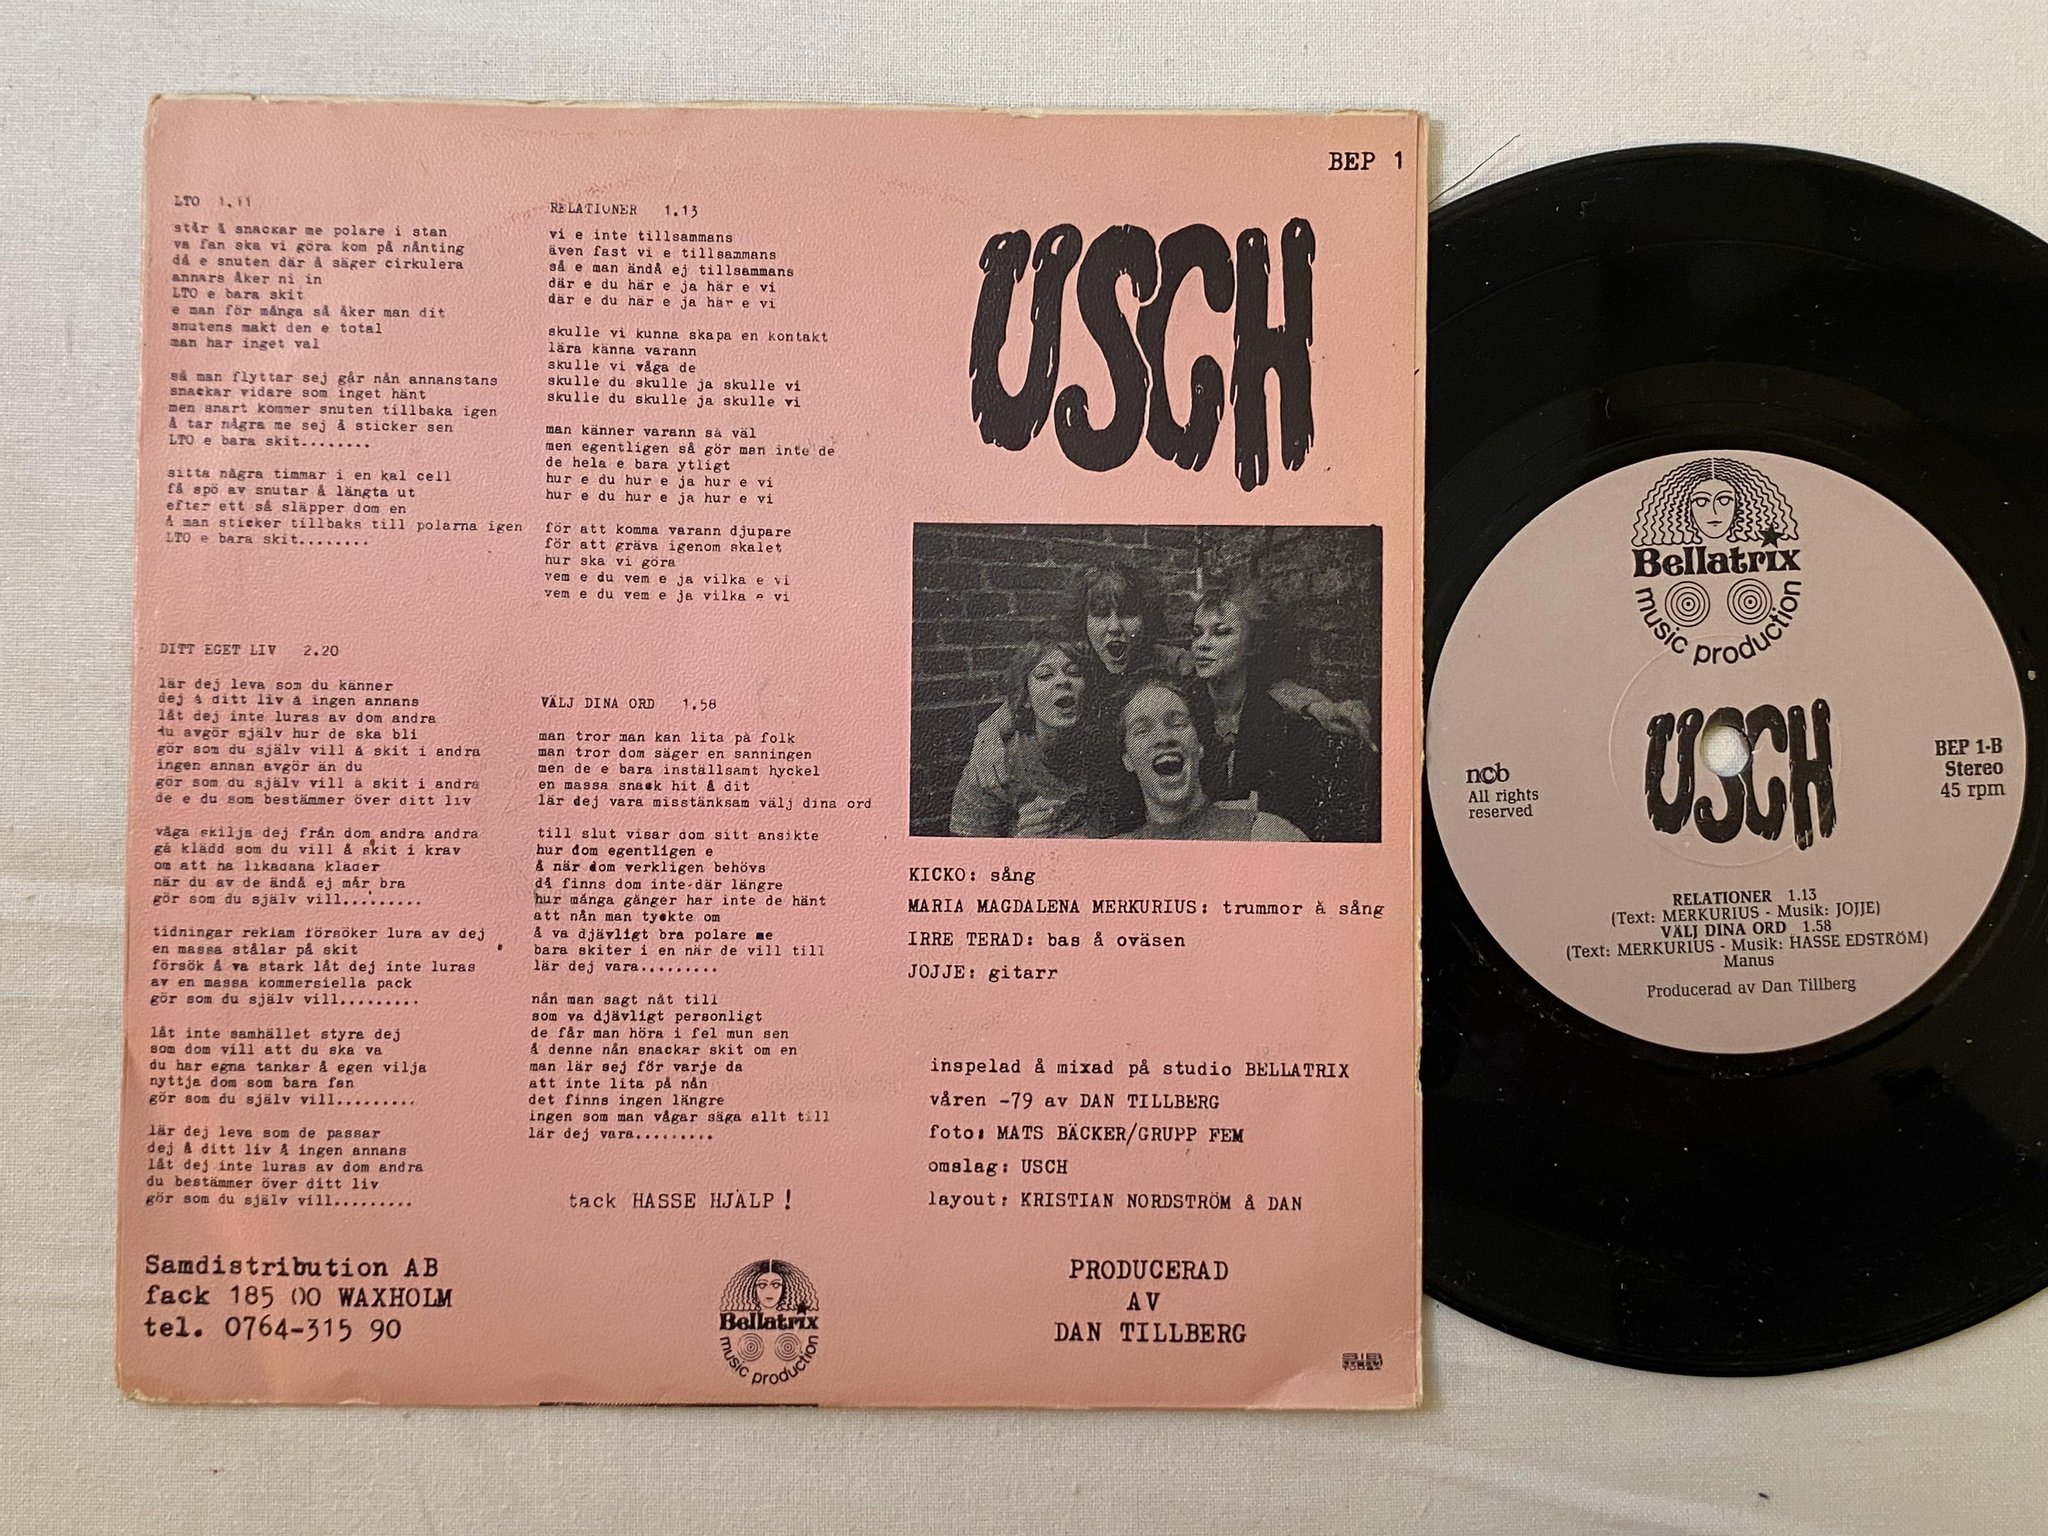 LTO 1.11
står å snackar me polare i stan
va fan ska vi göra kom på nånting
då e snuten där å säger cirkulera
annars åker ni in
LTO e bara skit
e man för många så åker man dit
snutens makt den e total
man har inget val
så man flyttar sej går nån annanstans
snackar vidare som inget hänt
men snart kommer snuten tillbaka igen
å tar några me sej å sticker sen
LTO e bara skit........
sitta några timmar i en kal cell
få spö av snutar å längta ut
efter ett så släpper dom en
å man sticker tillbaks till polarna igen
LTO e bara skit........
DITT EGET LIV 2.20
lär dej leva som du känner
dej å ditt liv å ingen annans
låt dej inte luras av dom andra
du avgör själv hur de ska bli
gör som du själv vill å skit i andra
ingen annan avgör än du
gör som du själv vill å skit i andra
de e du som bestämmer över ditt liv
våga skilja dej från dom andra andra
gå klädd som du vill å skit i krav
om att ha likadana kläder
när du av de ändå ej mår bra
gör som du själv vill.........
tidningar reklam försöker lura av dej
en massa stålar på skit
försök å va stark låt dej inte luras
av en massa kommersiella pack
gör som du själv vill.........
låt inte samhället styra dej
som dom vill att du ska va
du har egna tankar å egen vilja
nyttja dom som bara fan
gör som du själv vill.........
lär dej leva som de passar
dej å ditt liv å ingen annans
låt dej inte luras av dom andra
du bestämmer över ditt liv
gör som du själv vill.........
Samdistribution AB
fack 185 00 WAXHOLM
tel. 0764-315 90
RELATIONER 1.13
vi e inte tillsammans
även fast vi e tillsammans
så e man ändå ej tillsammans
där e du här e ja här e vi
där e du här e ja här e vi
skulle vi kunna skapa en kontakt
lära känna varann
skulle vi våga de
skulle du skulle ja skulle vi
skulle du skulle ja skulle vi
man känner varann så väl
men egentligen så gör man inte de
de hela e bara ytligt
hur e du hur e ja hur e vi
hur e du hur e ja hur e vi
för att komma varann djupare
för att gräva igenom skalet
hur ska vi göra
vem e du vem e ja vilka e vi
vem e du vem e ja vilka e vi
VÄLJ DINA ORD 1.58
man tror man kan lita på folk
man tror dom säger en sanningen
men de e bara inställsamt hyckel
en massa snack hit å dit
lär dej vara misstänksam välj dina ord
till slut visar dom sitt ansikte
hur dom egentligen e
å när dom verkligen behövs
då finns dom inte där längre
hur många gånger har inte de hänt
att nån man tyckte om
å va djävligt bra polare me
bara skiter i en när de vill till
lär dej vara.........
nån man sagt nåt till
som va djävligt personligt
de får man höra i fel mun sen
å denne nån snackar skit om en
man lär sej för varje da
att inte lita på nån
det finns ingen längre
ingen som man vågar säga allt till
lär dej vara.........
tack HASSE HJÄLP!
Bellatrix
music production
BEP 1
USCH
KICKO: sång
MARIA MAGDALENA MERKURIUS: trummor å sång
IRRE TERAD: bas å oväsen
JOJJE: gitarr
inspelad å mixad på studio BELLATRIX
våren -79 av DAN TILLBERG
foto: MATS BÄCKER/GRUPP FEM
omslag: USCH
layout: KRISTIAN NORDSTRÖM & DAN
PRODUCERAD
AV
DAN TILLBERG
Bellatrix
music production
USCH
ncb
All rights
reserved
BEP 1-B
Stereo
45 rpm
RELATIONER 1.13
(Text: MERKURIUS - Musik: JOJJE)
VÄLJ DINA ORD 1.58
(Text: MERKURIUS - Musik: HASSE EDSTRÖM)
Manus
Producerad av Dan Tillberg